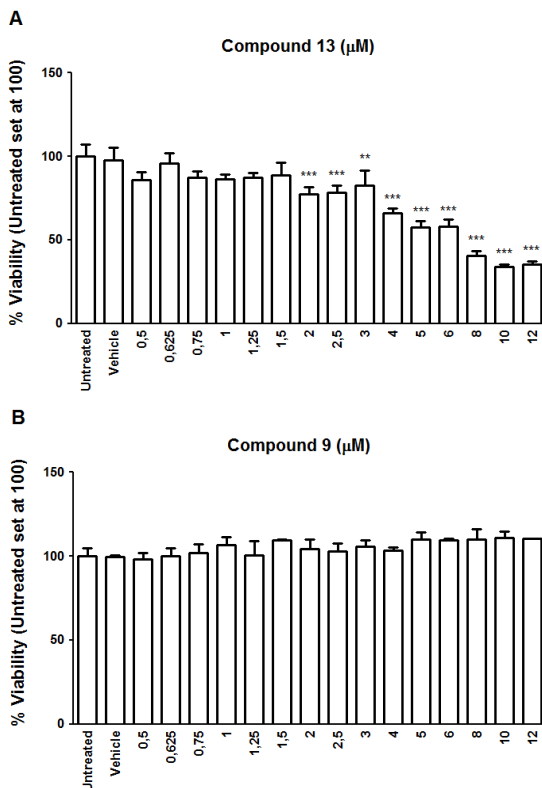 A
Compound 13 (μM)
% Viability (Untreated set at 100)
150
100
50
0
*** *** ** *** *** *** *** *** ***
Untreated Vehicle 0,5 0,625 0,75 1 1,25 1,5 2 2,5 3 4 5 6 8 10 12
B
Compound 9 (μM)
% Viability (Untreated set at 100)
150
100
50
0
Untreated Vehicle 0,5 0,625 0,75 1 1,25 1,5 2 2,5 3 4 5 6 8 10 12